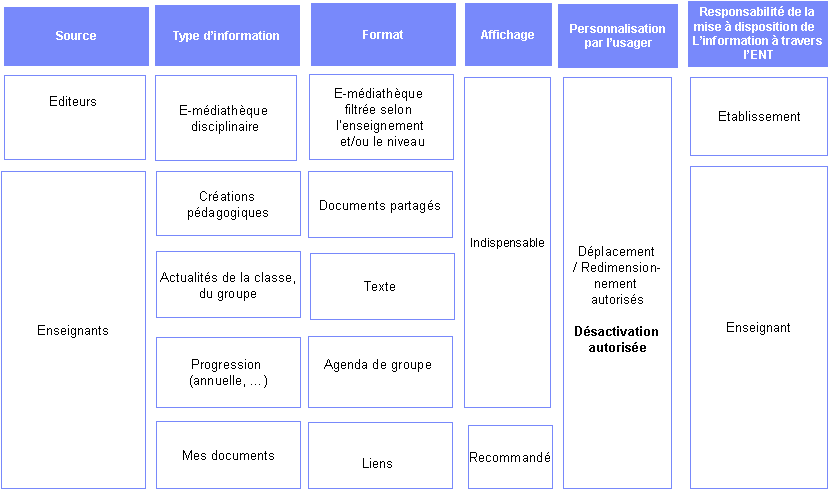 Source
Type d'information
Format
Affichage
Personnalisation
par l'usager
Responsabilité de la
mise à disposition de
L'information à travers
l'ENT
Editeurs
E-médiathèque
disciplinaire
E-médiathèque
filtrée selon
l'enseignement
et/ou le niveau
Indispensable
Déplacement
/ Redimension-
nement
autorisés
Désactivation
autorisée
Etablissement
Enseignants
Créations
pédagogiques
Documents partagés
Enseignant
Actualités de la classe,
du groupe
Texte
Progression
(annuelle, ...)
Agenda de groupe
Mes documents
Liens
Recommandé